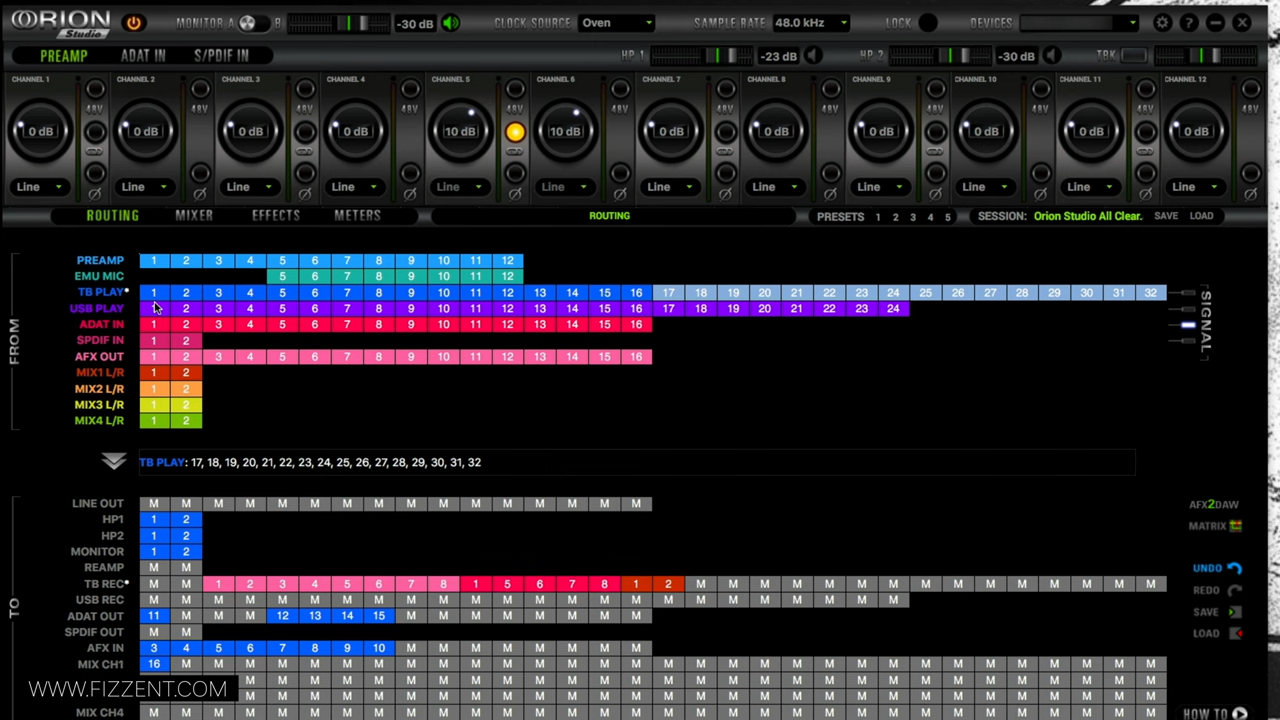 ORION Studio MONITOR A B -30 dB CLOCK SOURCE Oven SAMPLE RATE 48.0 kHz LOCK DEVICES ?
PREAMP ADAT IN S/PDIF IN HP 1 -23 dB HP 2 -30 dB TBK
CHANNEL 1 CHANNEL 2 CHANNEL 3 CHANNEL 4 CHANNEL 5 CHANNEL 6 CHANNEL 7 CHANNEL 8 CHANNEL 9 CHANNEL 10 CHANNEL 11 CHANNEL 12
48V 48V 48V 48V 48V 48V 48V 48V 48V 48V 48V 48V
0 dB 0 dB 0 dB 0 dB 10 dB 10 dB 0 dB 0 dB 0 dB 0 dB 0 dB 0 dB
Line Line Line Line Line Line Line Line Line Line Line Line
ROUTING MIXER EFFECTS METERS ROUTING PRESETS 1 2 3 4 5 SESSION: Orion Studio All Clear. SAVE LOAD
FROM
PREAMP 1 2 3 4 5 6 7 8 9 10 11 12
EMU MIC 5 6 7 8 9 10 11 12
TB PLAY 1 2 3 4 5 6 7 8 9 10 11 12 13 14 15 16 17 18 19 20 21 22 23 24 25 26 27 28 29 30 31 32
USB PLAY 1 2 3 4 5 6 7 8 9 10 11 12 13 14 15 16 17 18 19 20 21 22 23 24
ADAT IN 1 2 3 4 5 6 7 8 9 10 11 12 13 14 15 16
SPDIF IN 1 2
AFX OUT 1 2 3 4 5 6 7 8 9 10 11 12 13 14 15 16
MIX1 L/R 1 2
MIX2 L/R 1 2
MIX3 L/R 1 2
MIX4 L/R 1 2
SIGNAL
TB PLAY: 17, 18, 19, 20, 21, 22, 23, 24, 25, 26, 27, 28, 29, 30, 31, 32
TO
LINE OUT M M M M M M M M M M M M M M M M
HP1 1 2
HP2 1 2
MONITOR 1 2
REAMP M M
TB REC M M 1 2 3 4 5 6 7 8 1 5 6 7 8 1 2 M M M M M M M M M M M M M M M
USB REC M M M M M M M M M M M M M M M M M M M M M M M M
ADAT OUT 11 M M M 12 13 14 15 M M M M M M M M
SPDIF OUT M M
AFX IN 3 4 5 6 7 8 9 10 M M M M M M M M
MIX CH1 16 M M M M M M M M M M M M M M M M M M M M M M M M M M M M M M M
M M M M M M M M M M M M M M M M M M M M M M M M M M M M M
M M M M M M M M M M M M M M M M M M M M M M M M M M M M M
MIX CH4 M M M M M M M M M M M M M M M M M M M M M M M M M M M M M M M M
AFX2DAW
MATRIX
UNDO
REDO
SAVE
LOAD
HOW TO
WWW.FIZZENT.COM